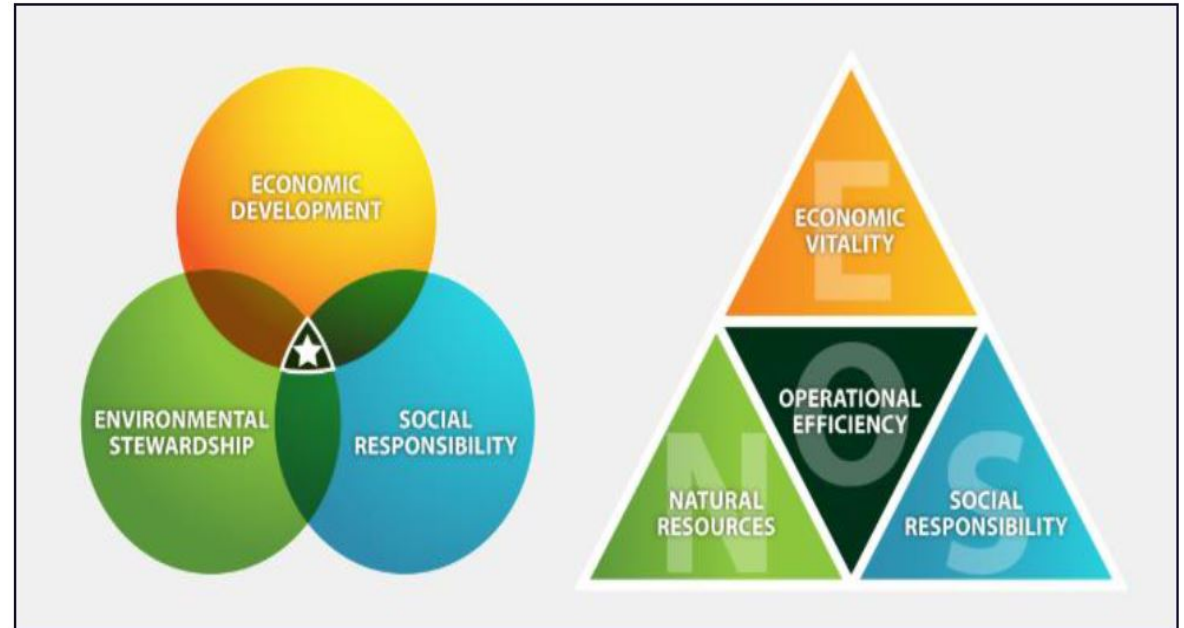 ECONOMIC
DEVELOPMENT
ENVIRONMENTAL
STEWARDSHIP
SOCIAL
RESPONSIBILITY
E
ECONOMIC
VITALITY
O
OPERATIONAL
EFFICIENCY
N
NATURAL
RESOURCES
S
SOCIAL
RESPONSIBILITY